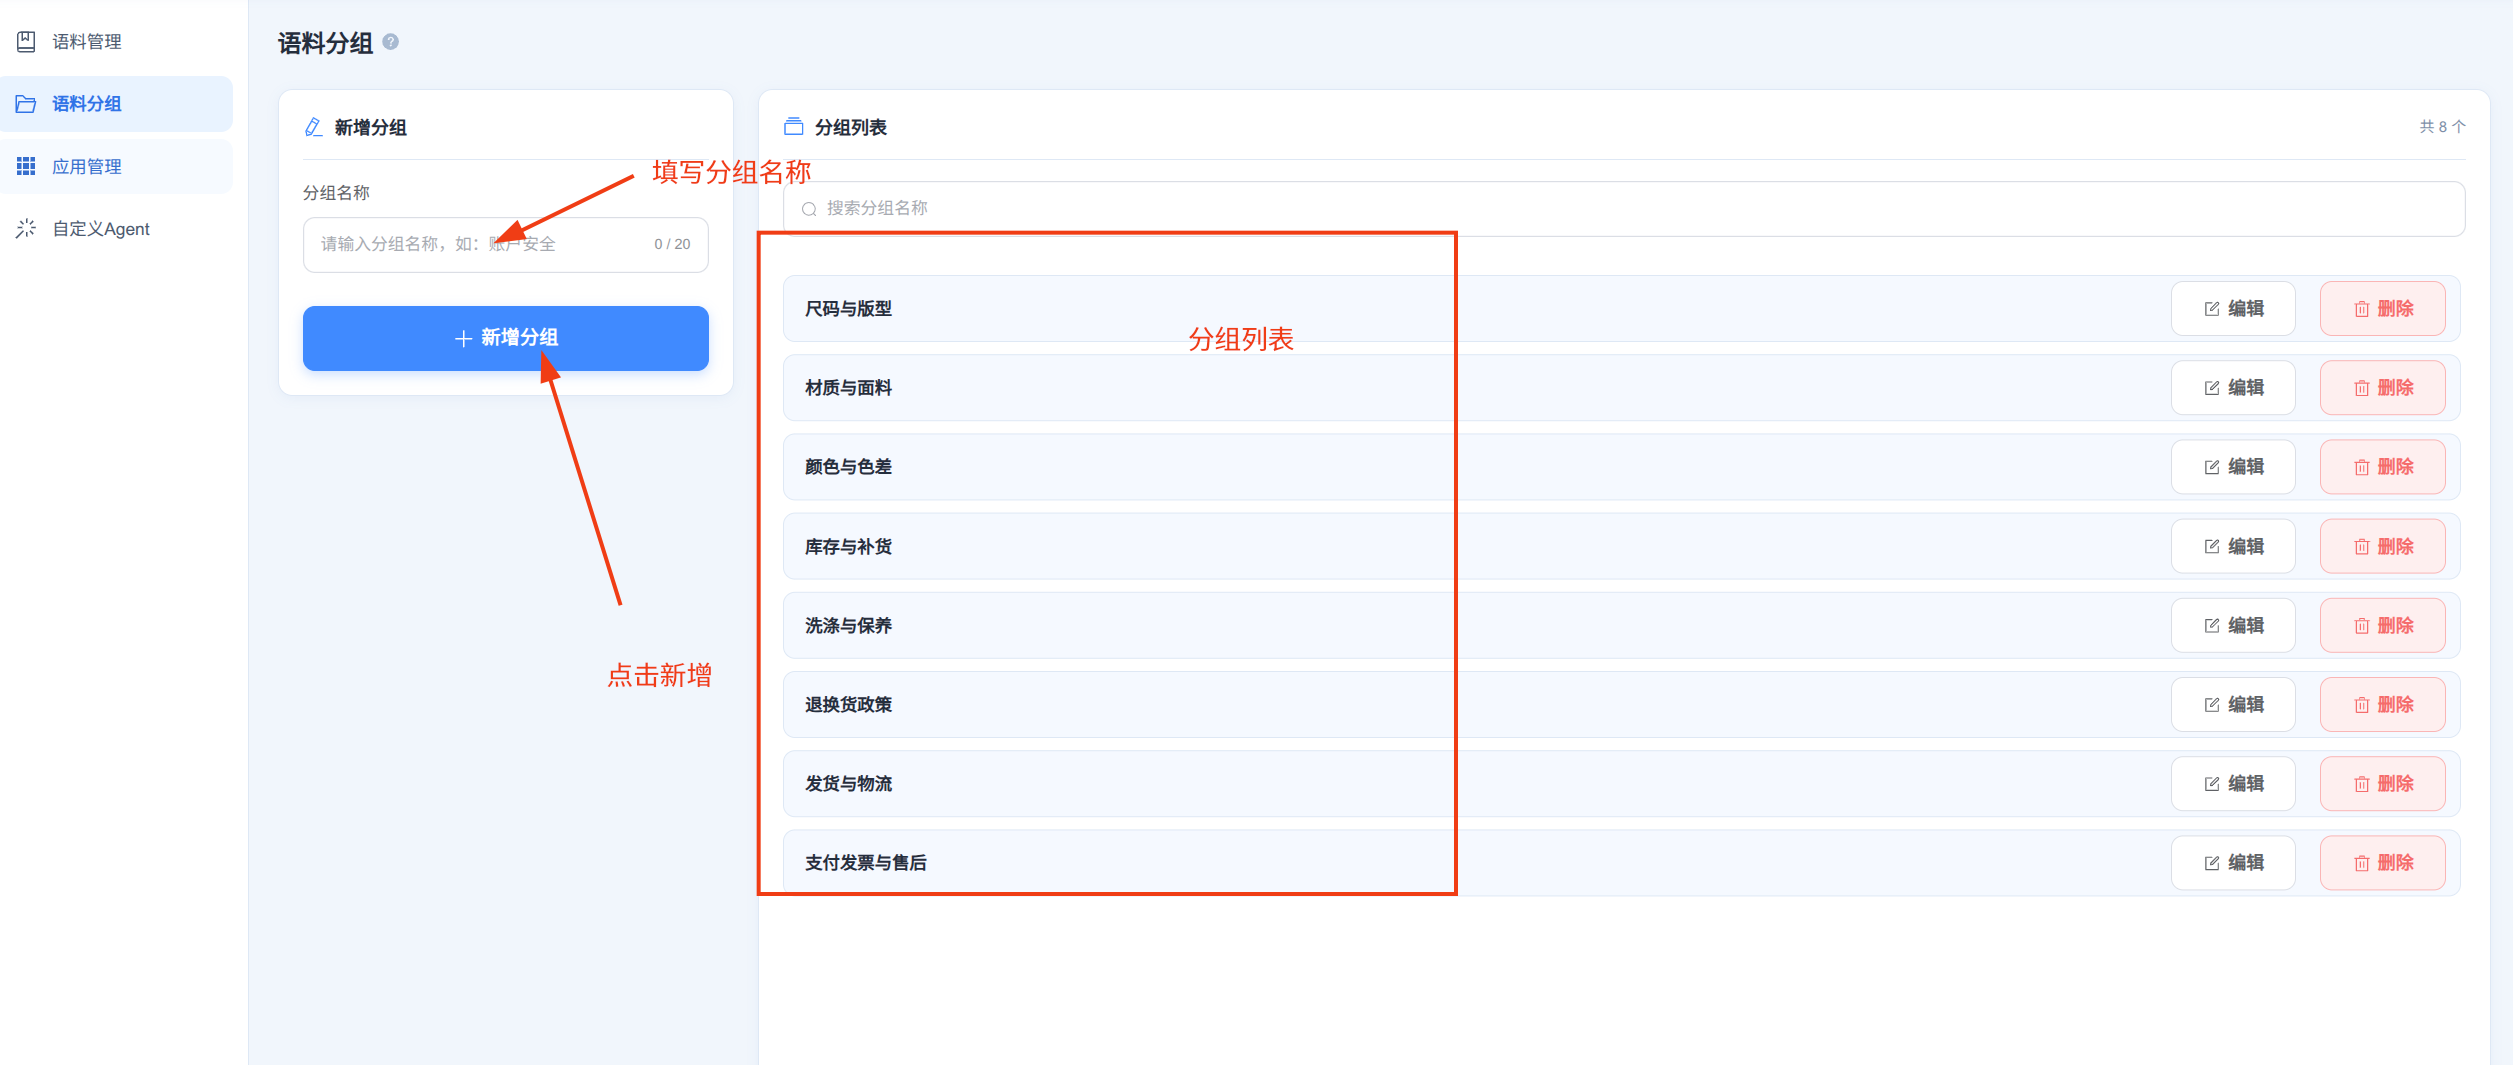 语料管理
语料分组
应用管理
自定义Agent
语料分组 ?
新增分组
分组名称
请输入分组名称，如：账户安全 0 / 20
新增分组
填写分组名称
点击新增
分组列表 共 8 个
搜索分组名称
分组列表
尺码与版型 编辑 删除
材质与面料 编辑 删除
颜色与色差 编辑 删除
库存与补货 编辑 删除
洗涤与保养 编辑 删除
退换货政策 编辑 删除
发货与物流 编辑 删除
支付发票与售后 编辑 删除